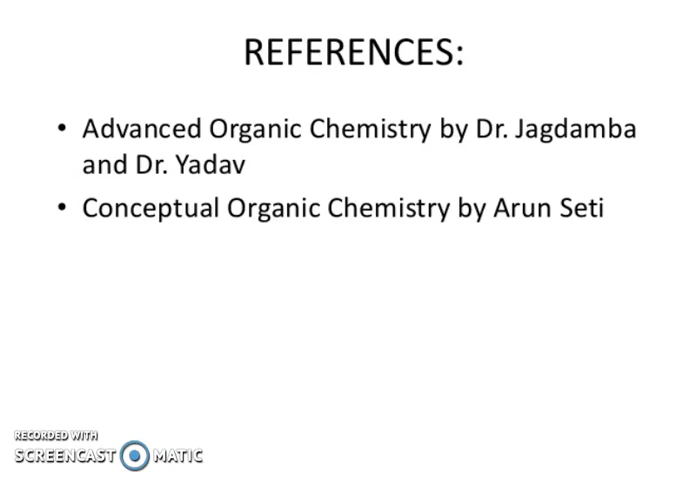 REFERENCES:
• Advanced Organic Chemistry by Dr. Jagdamba
and Dr. Yadav
• Conceptual Organic Chemistry by Arun Seti
RECORDED WITH
SCREENCAST MATIC